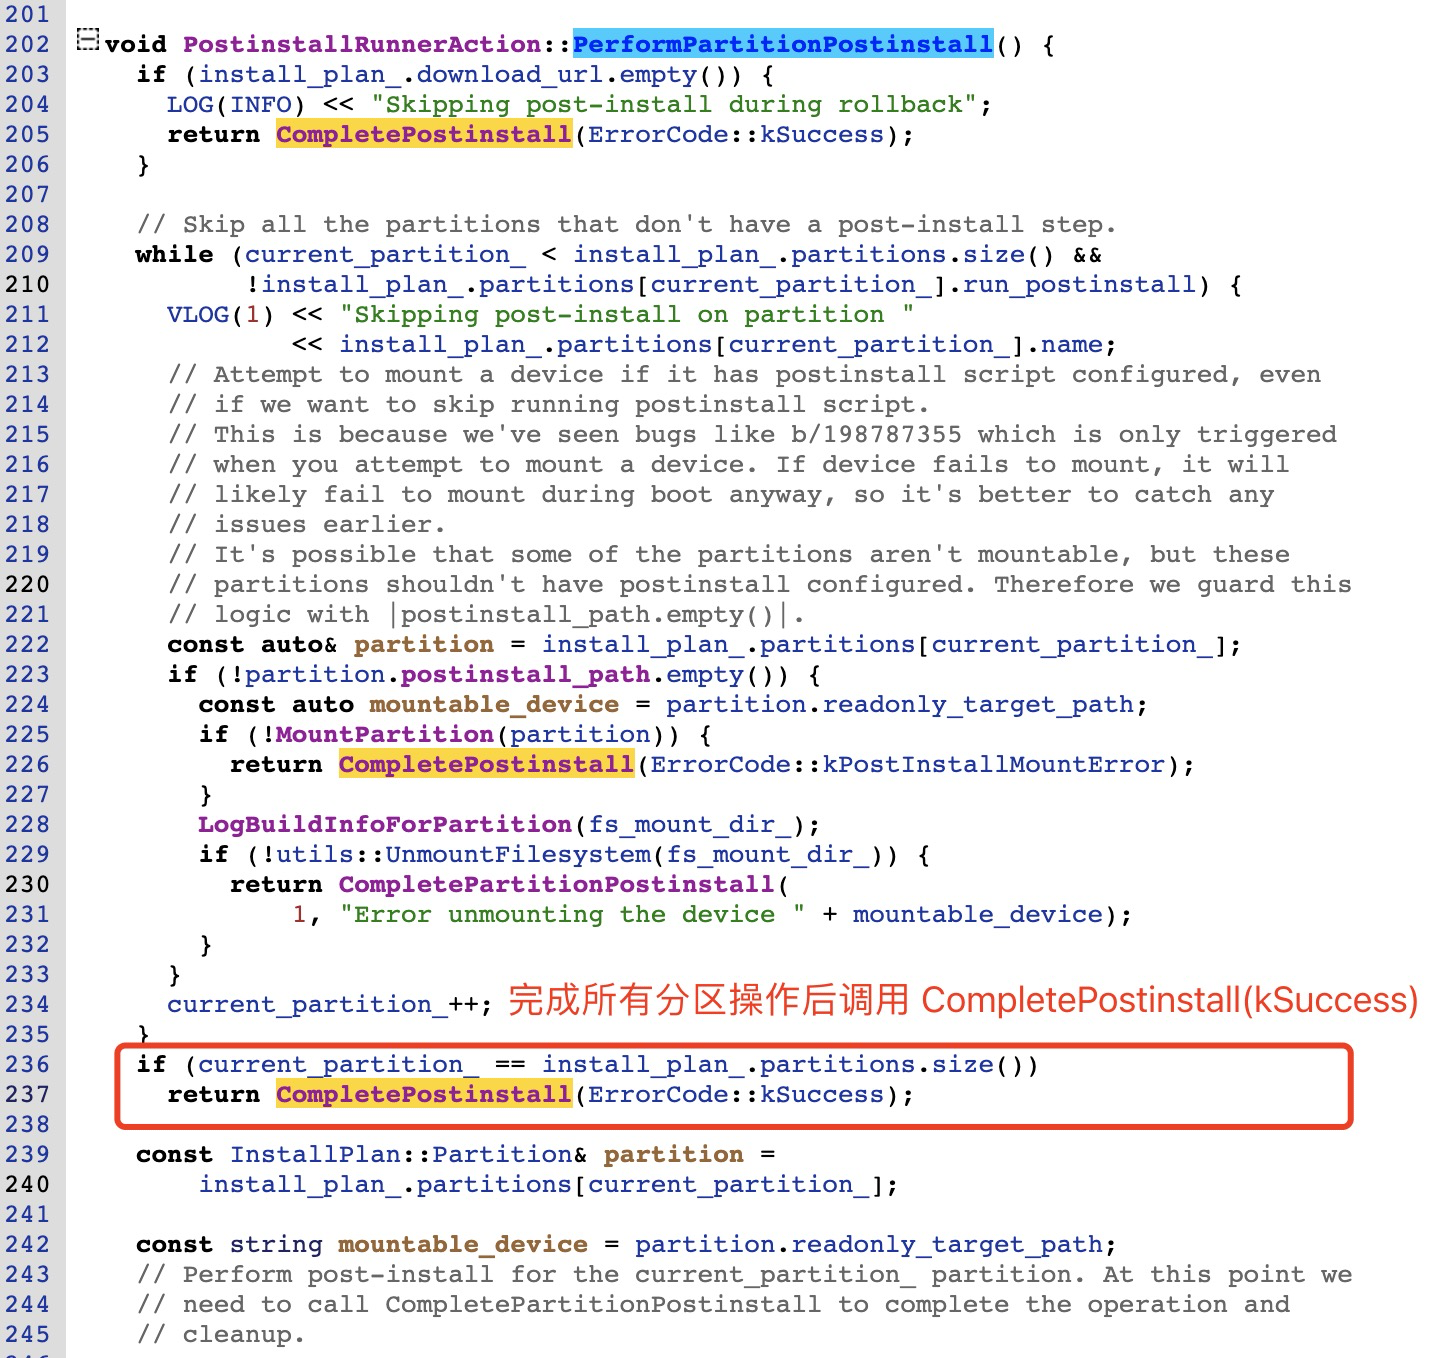 201
202 void PostinstallRunnerAction::PerformPartitionPostinstall() {
203   if (install_plan_.download_url.empty()) {
204     LOG(INFO) << "Skipping post-install during rollback";
205     return CompletePostinstall(ErrorCode::kSuccess);
206   }
207
208   // Skip all the partitions that don't have a post-install step.
209   while (current_partition_ < install_plan_.partitions.size() &&
210          !install_plan_.partitions[current_partition_].run_postinstall) {
211     VLOG(1) << "Skipping post-install on partition "
212             << install_plan_.partitions[current_partition_].name;
213     // Attempt to mount a device if it has postinstall script configured, even
214     // if we want to skip running postinstall script.
215     // This is because we've seen bugs like b/198787355 which is only triggered
216     // when you attempt to mount a device. If device fails to mount, it will
217     // likely fail to mount during boot anyway, so it's better to catch any
218     // issues earlier.
219     // It's possible that some of the partitions aren't mountable, but these
220     // partitions shouldn't have postinstall configured. Therefore we guard this
221     // logic with |postinstall_path.empty()|.
222     const auto& partition = install_plan_.partitions[current_partition_];
223     if (!partition.postinstall_path.empty()) {
224       const auto mountable_device = partition.readonly_target_path;
225       if (!MountPartition(partition)) {
226         return CompletePostinstall(ErrorCode::kPostInstallMountError);
227       }
228       LogBuildInfoForPartition(fs_mount_dir_);
229       if (!utils::UnmountFilesystem(fs_mount_dir_)) {
230         return CompletePartitionPostinstall(
231             1, "Error unmounting the device " + mountable_device);
232       }
233     }
234     current_partition_++; 完成所有分区操作后调用 CompletePostinstall(kSuccess)
235   }
236   if (current_partition_ == install_plan_.partitions.size())
237     return CompletePostinstall(ErrorCode::kSuccess);
238
239   const InstallPlan::Partition& partition =
240       install_plan_.partitions[current_partition_];
241
242   const string mountable_device = partition.readonly_target_path;
243   // Perform post-install for the current_partition_ partition. At this point we
244   // need to call CompletePartitionPostinstall to complete the operation and
245   // cleanup.